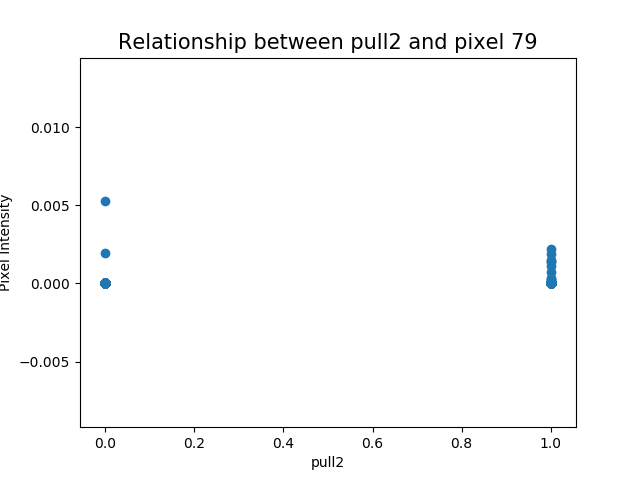 Relationship between pull2 and pixel 79
Pixel Intensity
0.010
0.005
0.000
−0.005
0.0 0.2 0.4 0.6 0.8 1.0
pull2